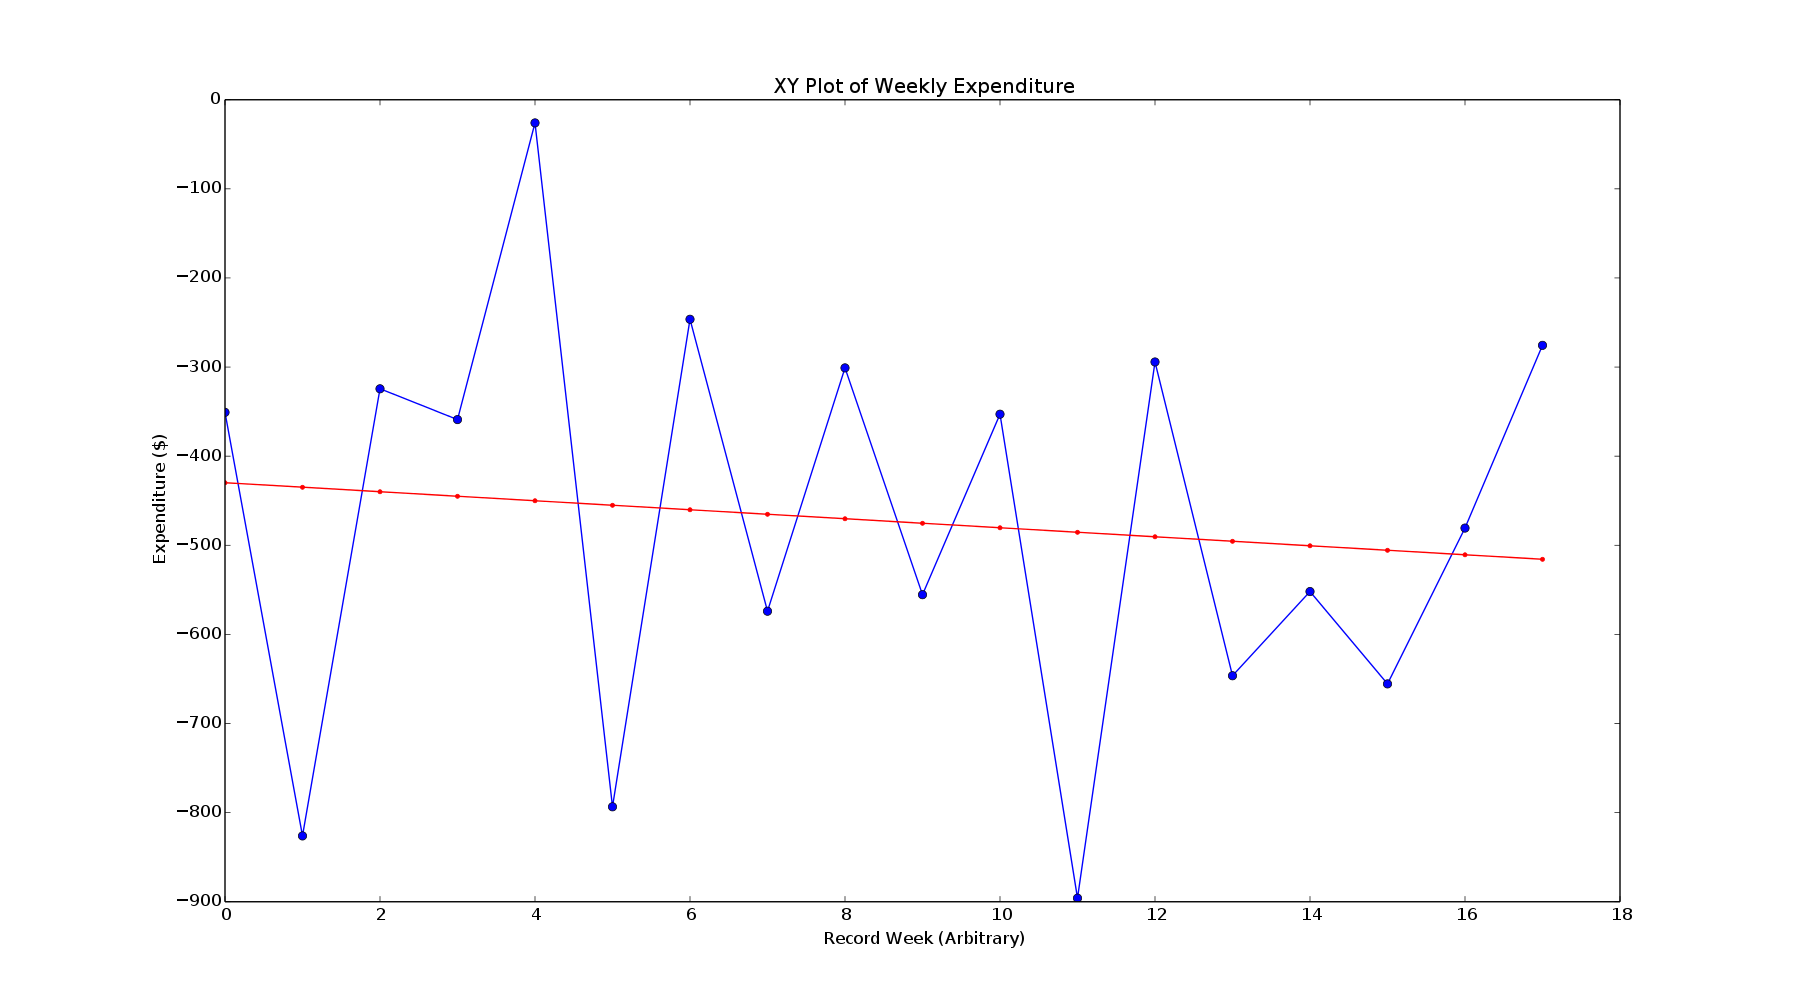 XY Plot of Weekly Expenditure
0
−100
−200
−300
−400
−500
−600
−700
−800
−900
Expenditure ($)
0 2 4 6 8 10 12 14 16 18
Record Week (Arbitrary)